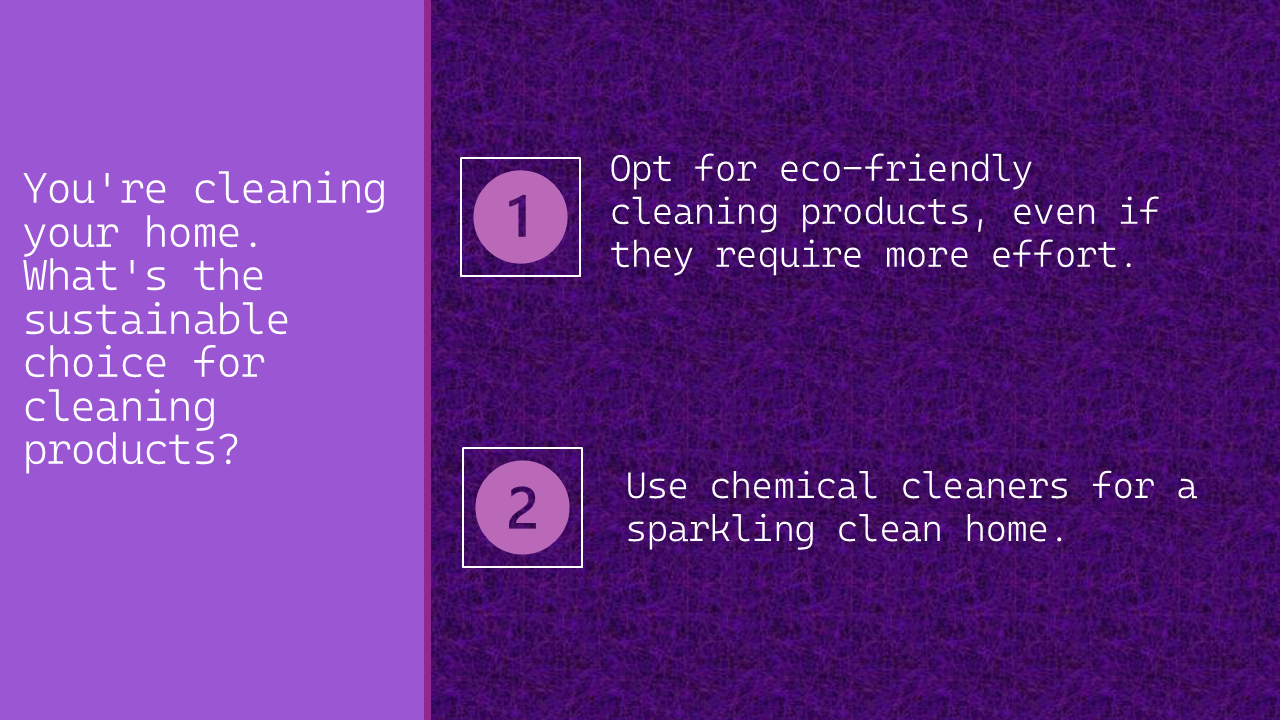 You're cleaning
your home.
What's the
sustainable
choice for
cleaning
products?
1
Opt for eco-friendly
cleaning products, even if
they require more effort.
2
Use chemical cleaners for a
sparkling clean home.